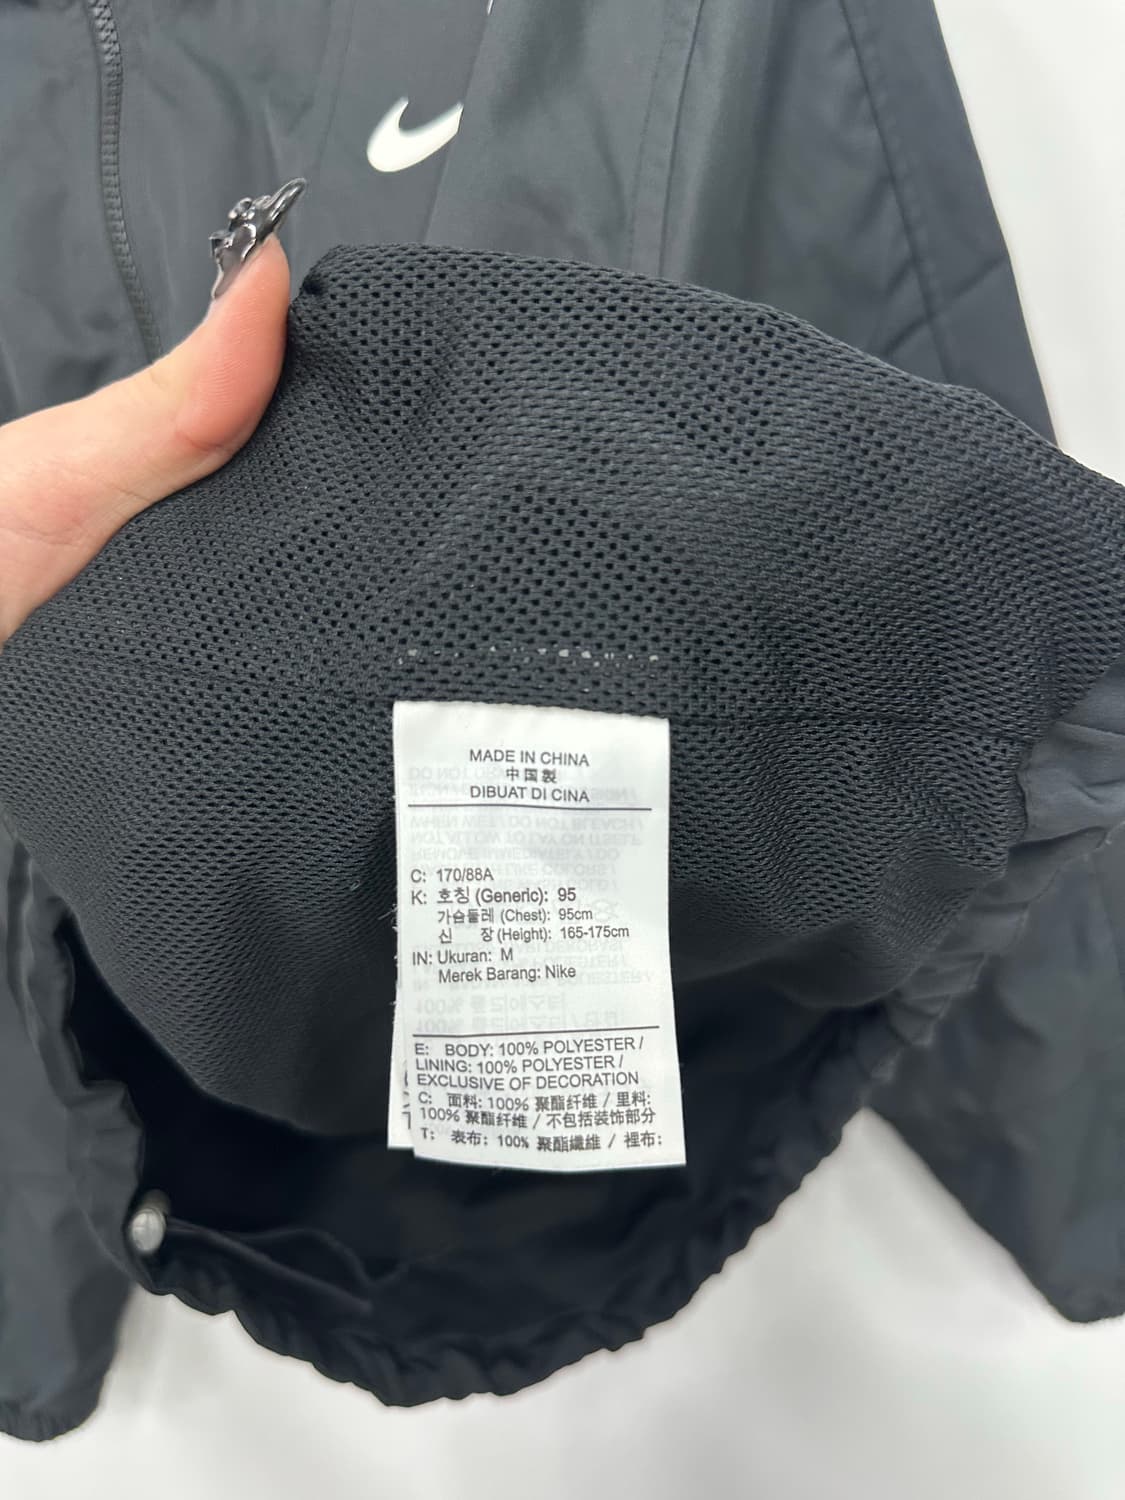 MADE IN CHINA
中国製
DIBUAT DI CINA
C: 170/88A
K: 호칭 (Generic): 95
가슴둘레 (Chest): 95cm
신 장 (Height): 165-175cm
IN: Ukuran: M
Merek Barang: Nike
E: BODY: 100% POLYESTER /
LINING: 100% POLYESTER /
EXCLUSIVE OF DECORATION
C: 面料: 100% 聚酯纤维 / 里料:
100% 聚酯纤维 / 不包括装饰部分
T: 表布: 100% 聚酯纖維 / 裡布: